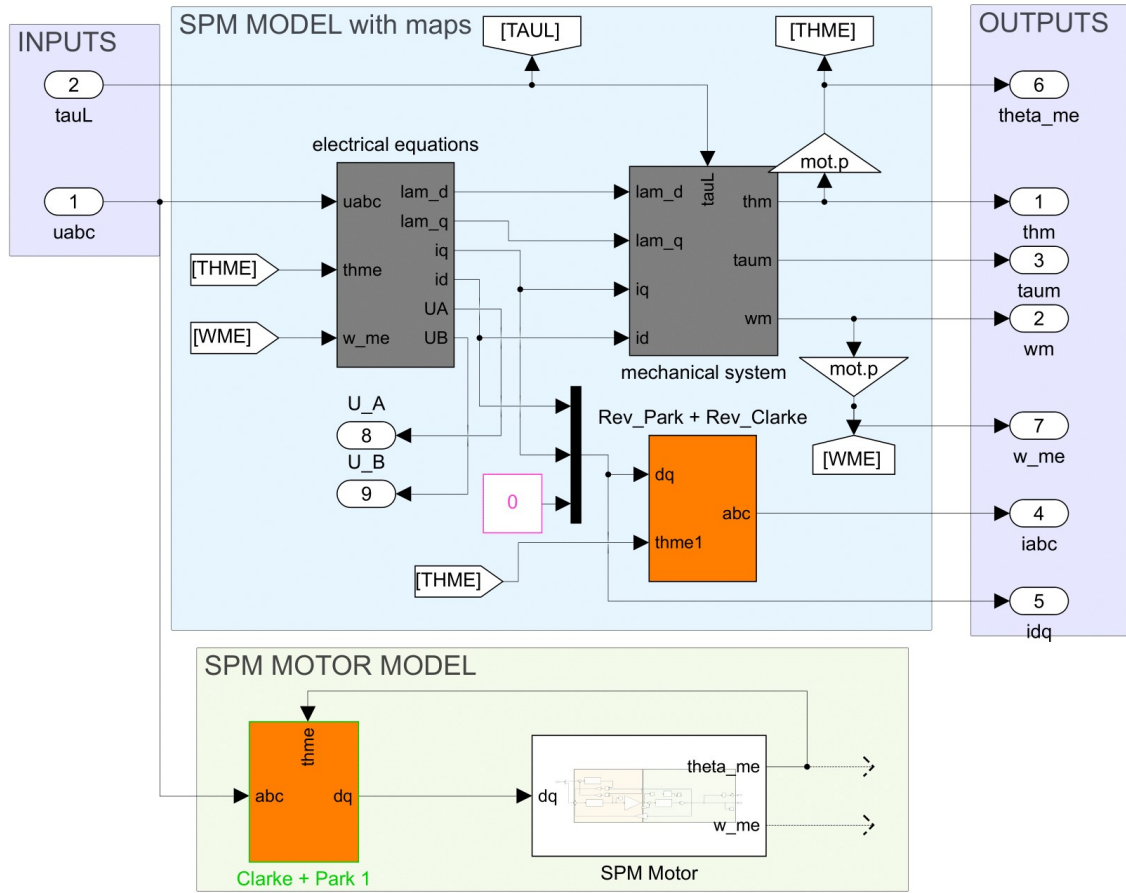 INPUTS
2
tauL
1
uabc
SPM MODEL with maps
[TAUL]
[THME]
electrical equations
uabc
thme
w_me
lam_d
lam_q
iq
id
UA
UB
[THME]
[WME]
tauL
lam_d
lam_q
iq
id
thm
taum
wm
mechanical system
mot.p
mot.p
[WME]
U_A
8
U_B
9
0
[THME]
Rev_Park + Rev_Clarke
dq
thme1
abc
OUTPUTS
6
theta_me
1
thm
3
taum
2
wm
7
w_me
4
iabc
5
idq
SPM MOTOR MODEL
thme
abc
dq
Clarke + Park 1
dq
theta_me
w_me
SPM Motor